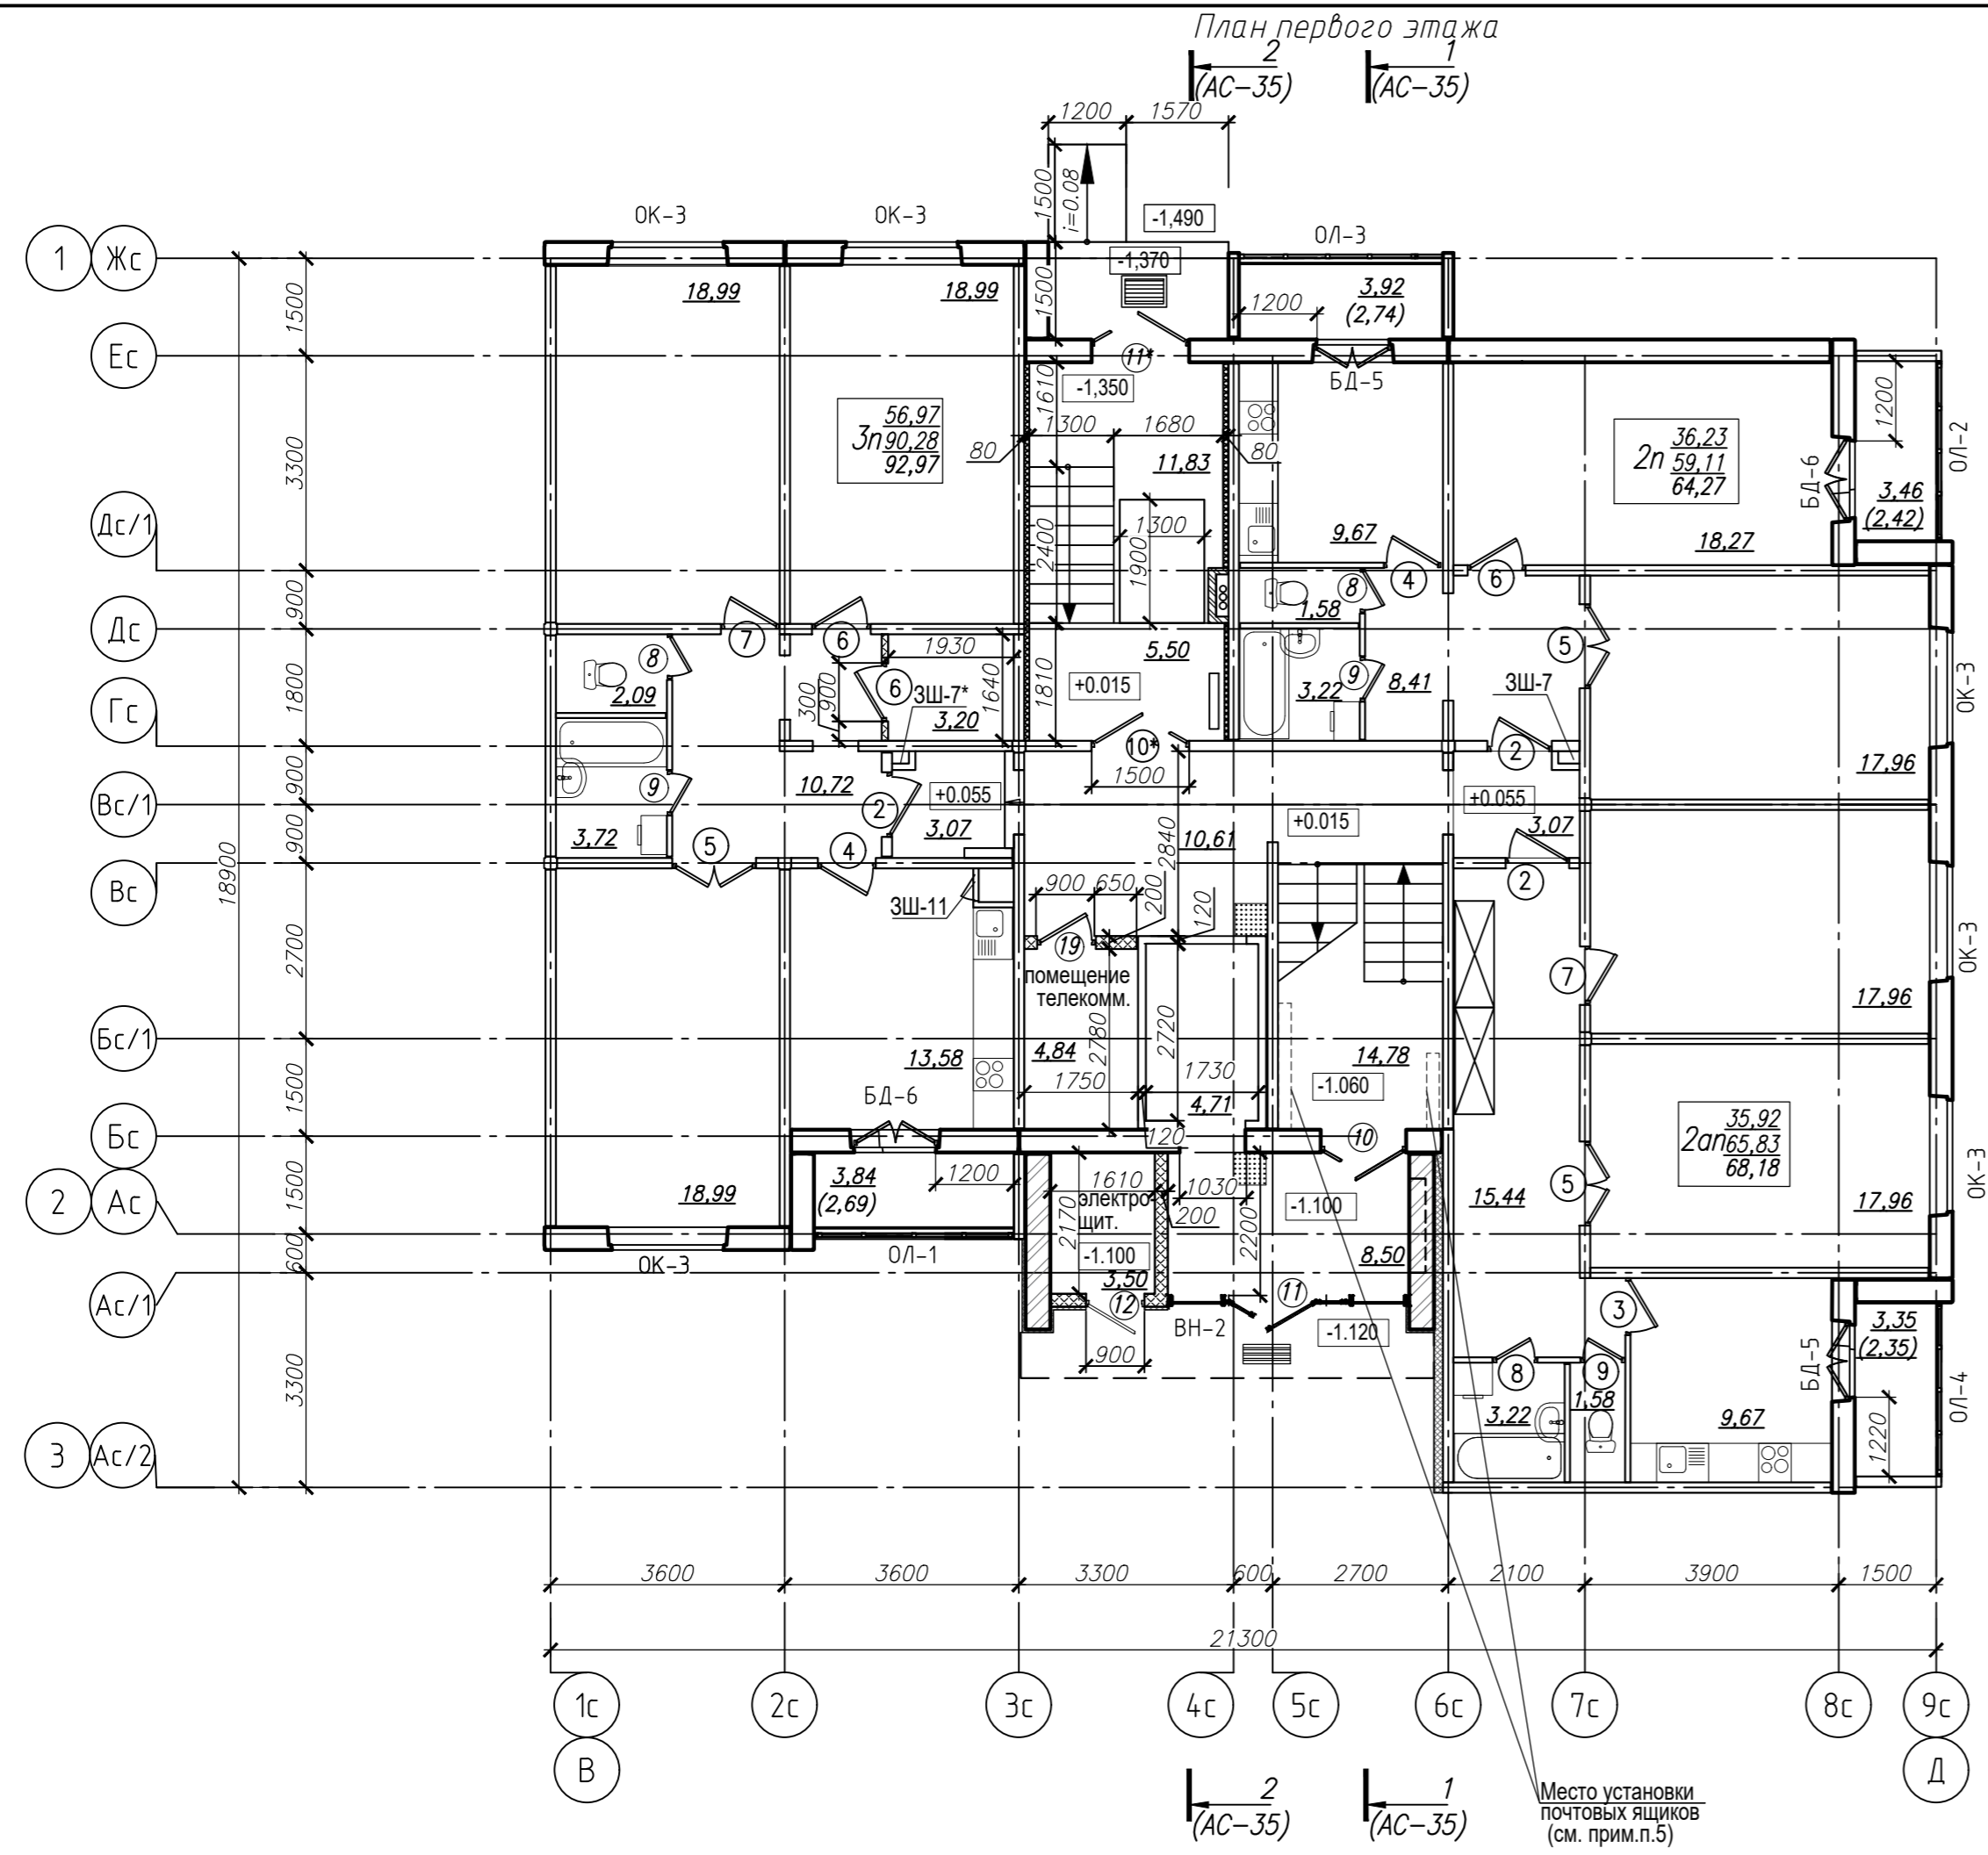 План первого этажа
2
(АС-35)
1
(АС-35)
1200
1570
1500
i=0.08
-1,490
ОК-3
ОК-3
ОЛ-3
1
Жс
-1,370
1500
1500
18,99
18,99
3,92
(2,74)
1200
Ес
11*
БД-5
-1,350
1610
1200
3300
3п
56,97
90,28
92,97
80
1300
1680
80
11,83
2п
36,23
59,11
64,27
БД-6
3,46
(2,42)
ОЛ-2
Дс/1
2400
1300
1900
9,67
18,27
4
6
900
8
1,58
Дс
7
6
8
2,09
1930
6
300
900
ЗШ-7*
3,20
1640
1810
5,50
+0.015
3,22
9
8,41
5
ЗШ-7
ОК-3
1800
Гс
10*
1500
2
17,96
900
Вс/1
9
10,72
2
+0.055
3,07
+0.015
+0.055
3,07
3,72
5
4
10,61
2840
900
Вс
18900
ЗШ-11
900
650
200
120
2
2700
19
помещение
телекомм.
7
17,96
ОК-3
Бс/1
13,58
4,84
2780
2720
1750
1730
4,71
14,78
-1.060
БД-6
1500
Бс
120
10
2ап
35,92
65,83
68,18
2
Ас
1500
18,99
3,84
(2,69)
1200
1610
электро
щит.
2170
1030
200
2200
-1.100
15,44
5
17,96
ОК-3
600
ОК-3
ОЛ-1
-1.100
3,50
8,50
Ас/1
12
11
ВН-2
-1.120
900
3
3,35
(2,35)
БД-5
ОЛ-4
3300
8
9
3,22
1,58
9,67
1220
3
Ас/2
3600
3600
3300
600
2700
2100
3900
1500
21300
1с
2с
3с
4с
5с
6с
7с
8с
9с
В
Д
2
(АС-35)
1
(АС-35)
Место установки
почтовых ящиков
(см. прим.п.5)